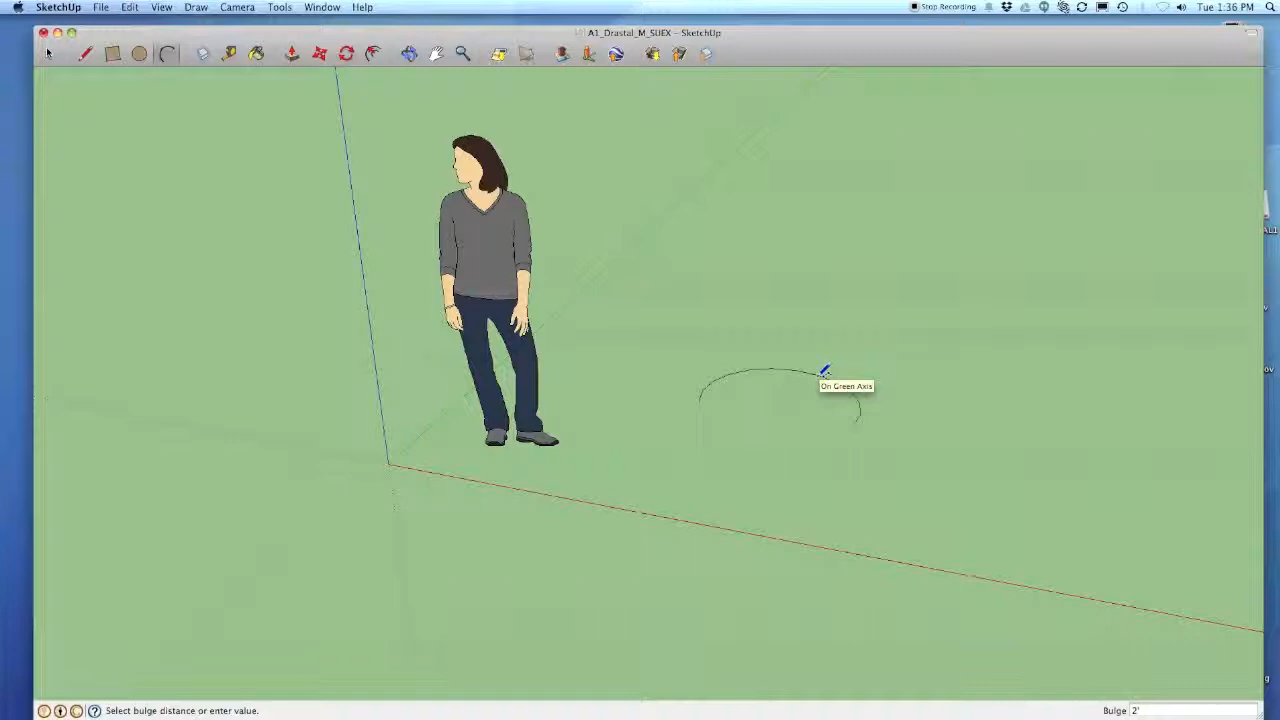 SketchUp File Edit View Draw Camera Tools Window Help Stop Recording Tue 1:36 PM
A1_Drastal_M_SUEX – SketchUp
On Green Axis
Select bulge distance or enter value. Bulge 2'